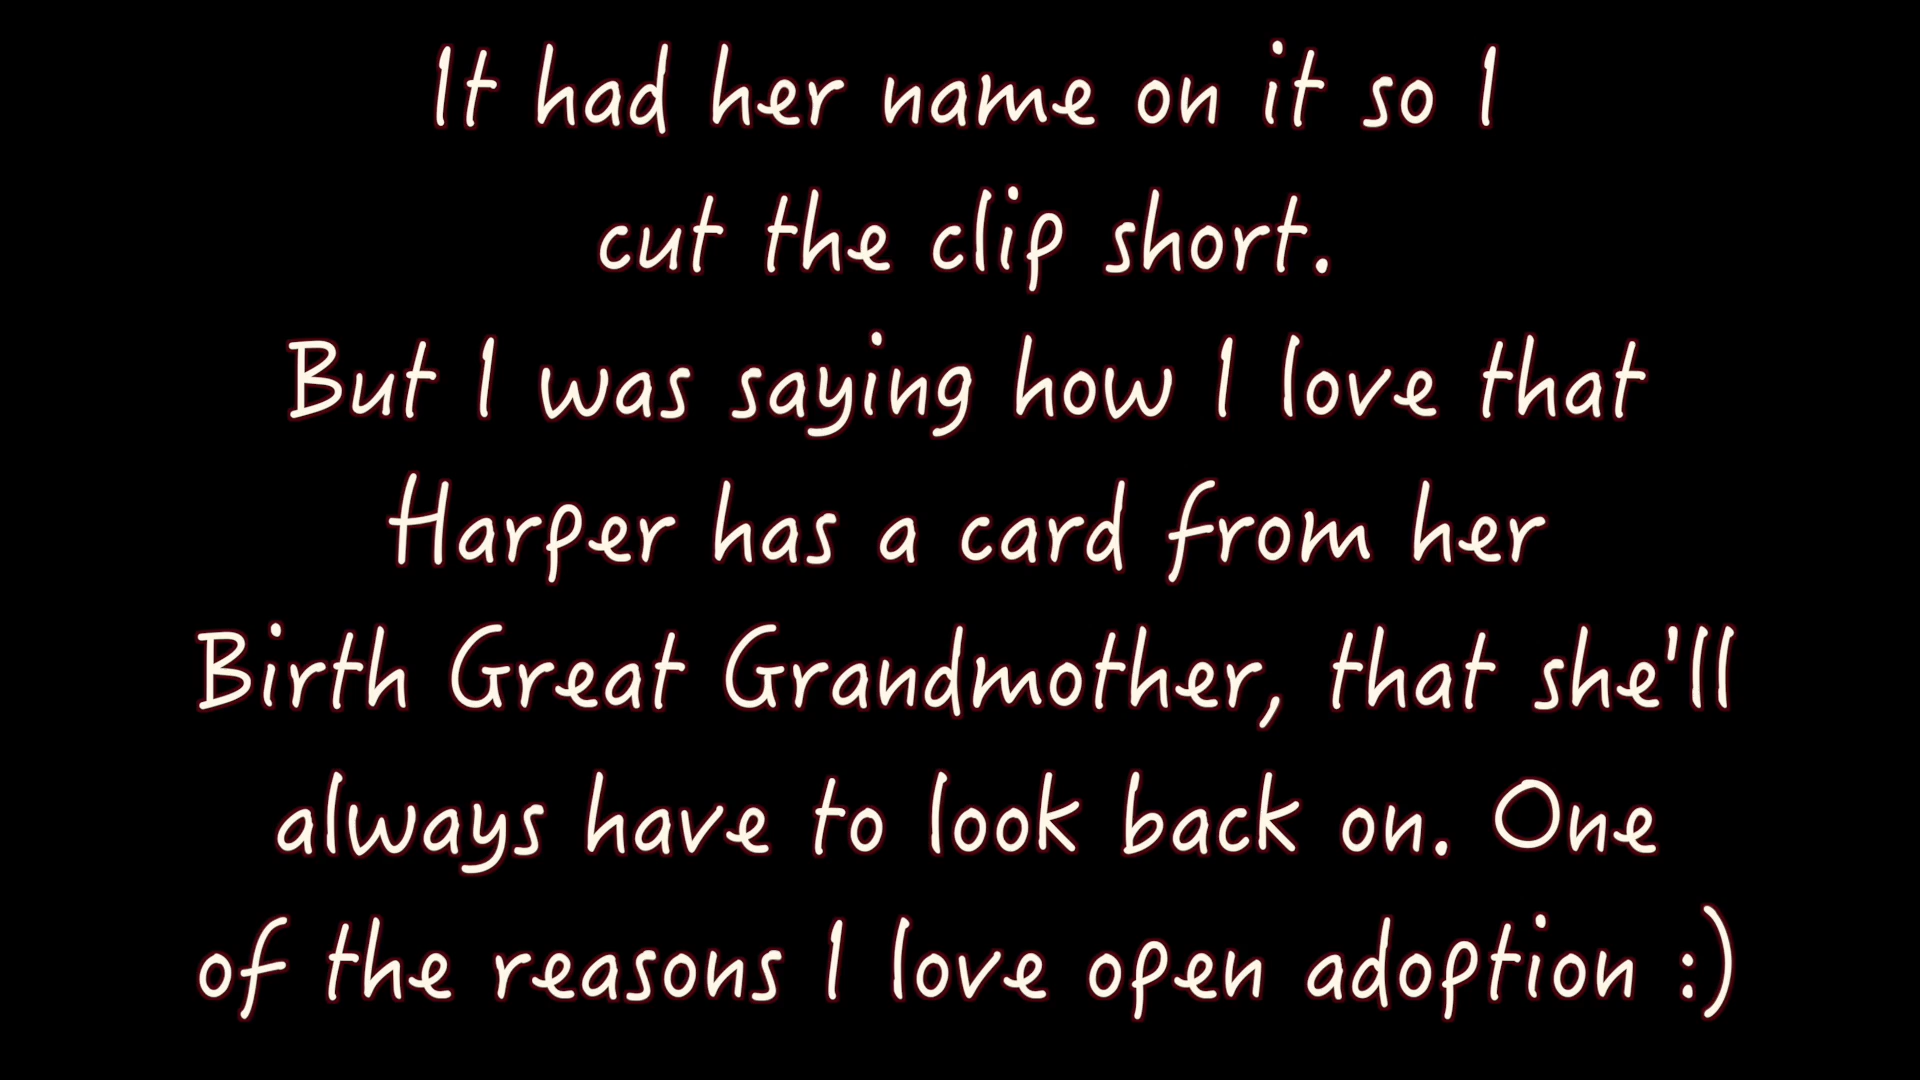 It had her name on it so I
cut the clip short.
But I was saying how I love that
Harper has a card from her
Birth Great Grandmother, that she'll
always have to look back on. One
of the reasons I love open adoption :)